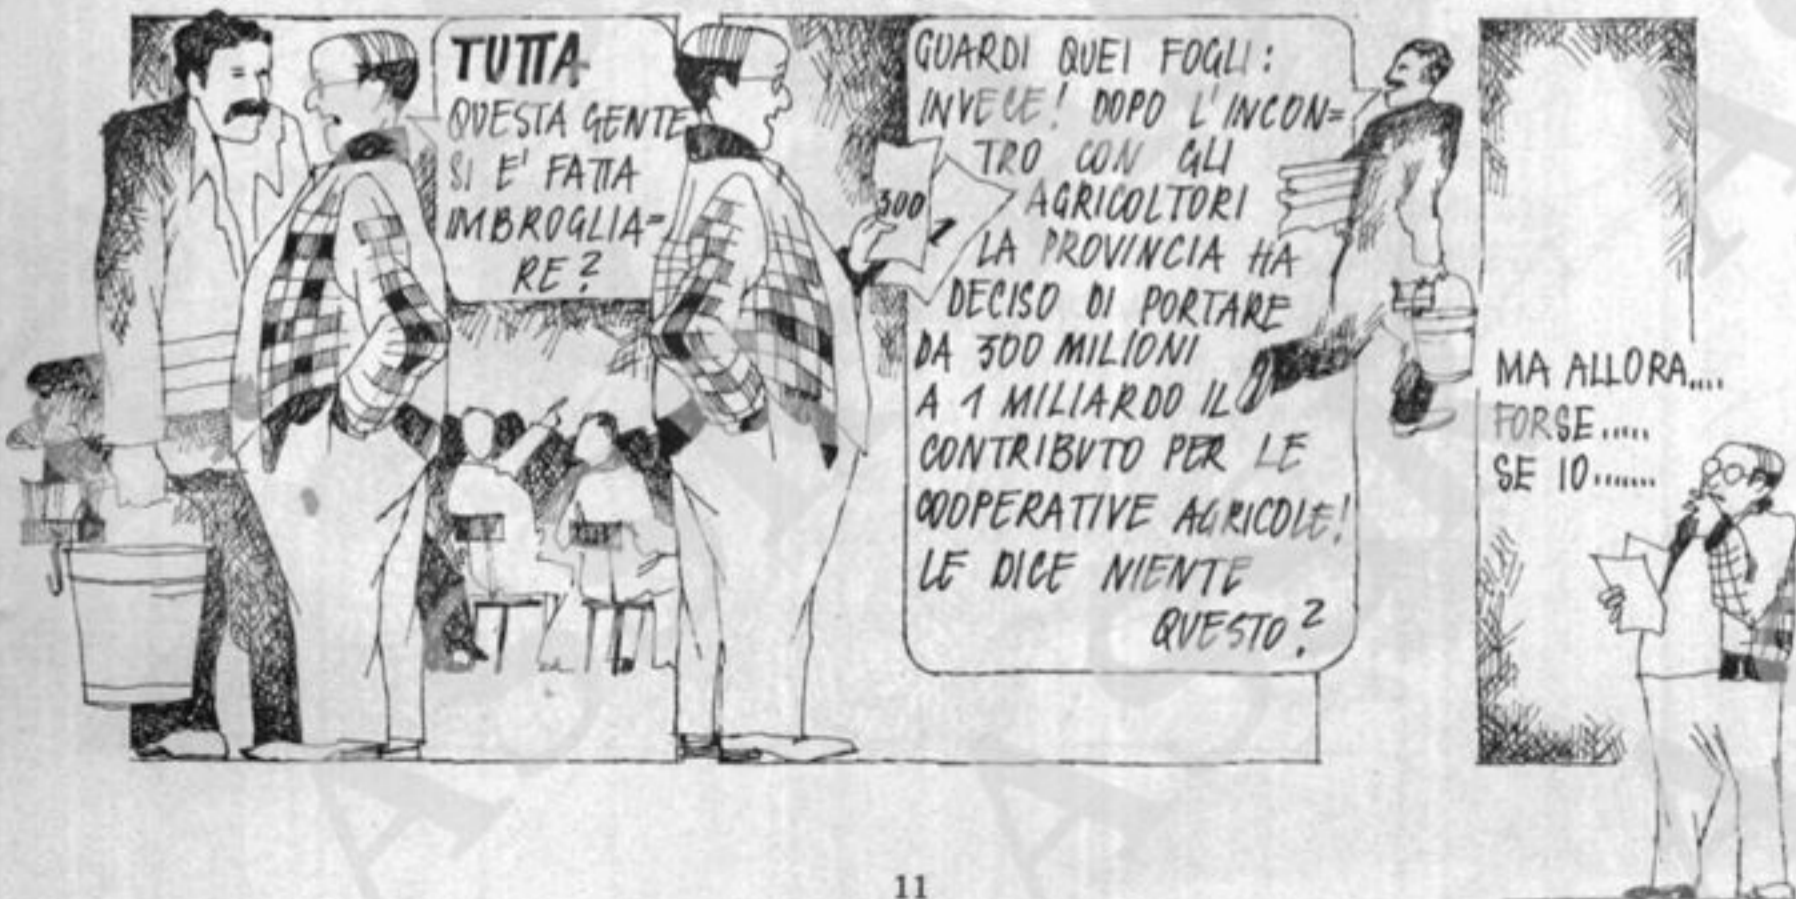 TUTTA
QUESTA GENTE
SI E' FATTA
IMBROGLIA=
RE?
300
1
GUARDI QUEI FOGLI:
INVECE! DOPO L'INCON=
TRO CON GLI
AGRICOLTORI
LA PROVINCIA HA
DECISO DI PORTARE
DA 300 MILIONI
A 1 MILIARDO IL
CONTRIBUTO PER LE
COOPERATIVE AGRICOLE!
LE DICE NIENTE
QUESTO?
MA ALLORA....
FORSE.....
SE IO.......
11